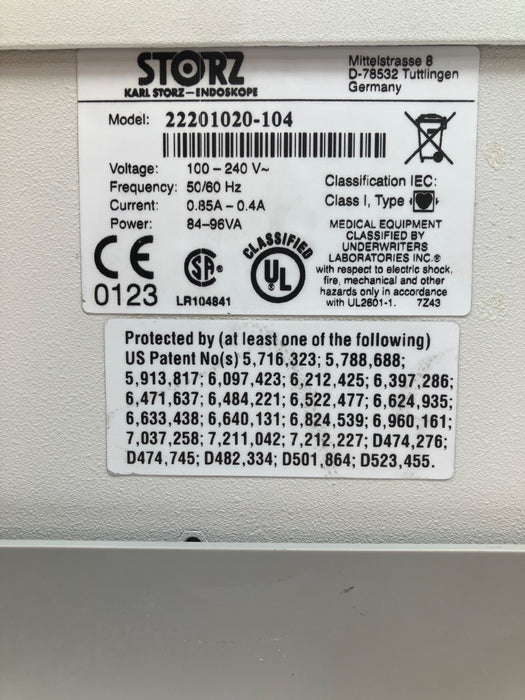 STORZ
KARL STORZ–ENDOSKOPE
Mittelstrasse 8
D-78532 Tuttlingen
Germany
Model: 22201020-104
Voltage: 100 – 240 V~
Frequency: 50/60 Hz
Current: 0.85A – 0.4A
Power: 84-96VA
Classification IEC:
Class I, Type
CE
0123
SA
LR104841
CLASSIFIED
UL
MEDICAL EQUIPMENT
CLASSIFIED BY
UNDERWRITERS
LABORATORIES INC.®
with respect to electric shock,
fire, mechanical and other
hazards only in accordance
with UL2601-1. 7Z43
Protected by (at least one of the following)
US Patent No(s) 5,716,323; 5,788,688;
5,913,817; 6,097,423; 6,212,425; 6,397,286;
6,471,637; 6,484,221; 6,522,477; 6,624,935;
6,633,438; 6,640,131; 6,824,539; 6,960,161;
7,037,258; 7,211,042; 7,212,227; D474,276;
D474,745; D482,334; D501,864; D523,455.